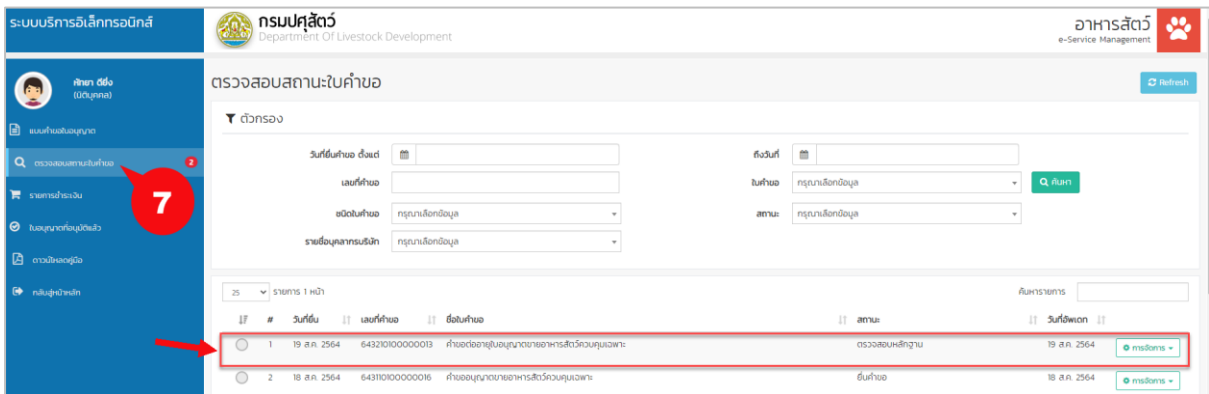 ระบบบริการอิเล็กทรอนิกส์
กรมปศุสัตว์
Department Of Livestock Development
อาหารสัตว์
e-Service Management
ศัทยา ดียิ่ง
(นิติบุคคล)
แบบคำขอใบอนุญาต
ตรวจสอบสถานะใบคำขอ 2
รายการชำระเงิน
ใบอนุญาตที่อนุมัติแล้ว
ดาวน์โหลดคู่มือ
กลับสู่หน้าหลัก
7
ตรวจสอบสถานะใบคำขอ
Refresh
ตัวกรอง
วันที่ยื่นคำขอ ตั้งแต่ ถึงวันที่
เลขที่คำขอ ใบคำขอ กรุณาเลือกข้อมูล ค้นหา
ชนิดใบคำขอ กรุณาเลือกข้อมูล สถานะ กรุณาเลือกข้อมูล
รายชื่อบุคลากรบริษัท กรุณาเลือกข้อมูล
25 รายการ 1 หน้า ค้นหารายการ
# วันที่ยื่น เลขที่คำขอ ชื่อใบคำขอ สถานะ วันที่อัพเดท
1 19 ส.ค. 2564 643210100000013 คำขอต่ออายุใบอนุญาตขายอาหารสัตว์ควบคุมเฉพาะ ตรวจสอบหลักฐาน 19 ส.ค. 2564 การจัดการ
2 18 ส.ค. 2564 643110100000016 คำขออนุญาตขายอาหารสัตว์ควบคุมเฉพาะ ยื่นคำขอ 18 ส.ค. 2564 การจัดการ